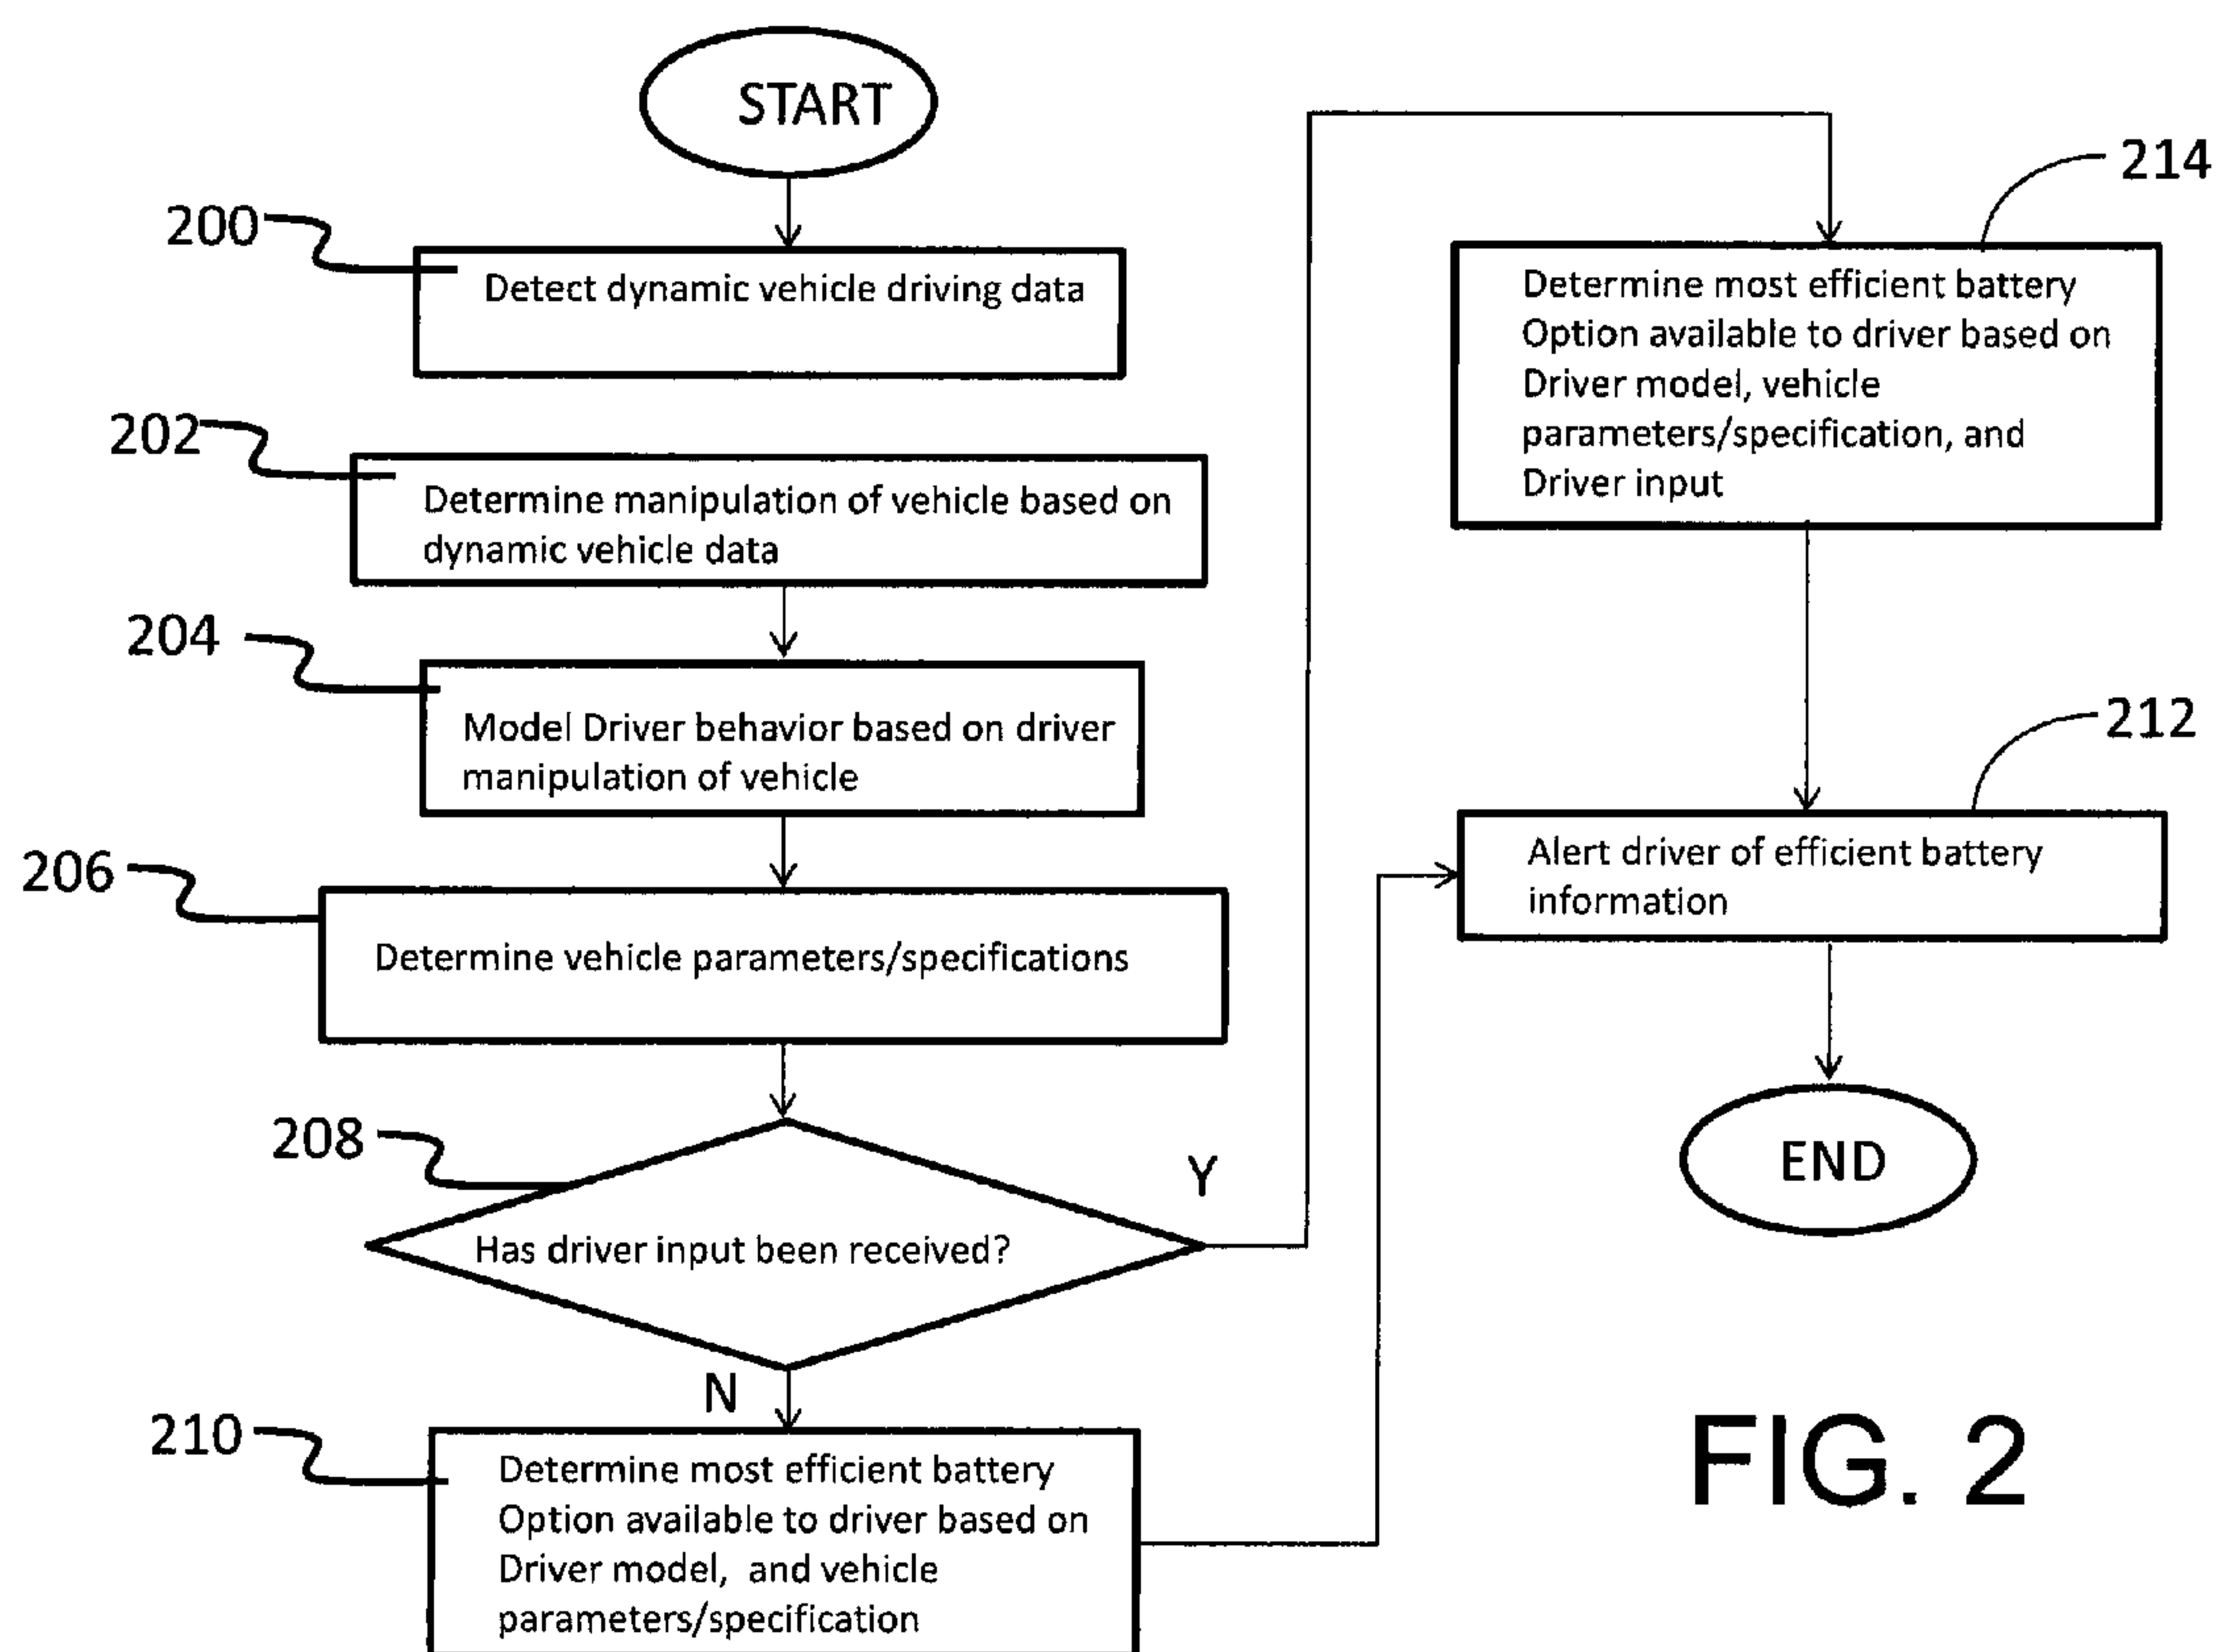 START
200
Detect dynamic vehicle driving data
202
Determine manipulation of vehicle based on
dynamic vehicle data
204
Model Driver behavior based on driver
manipulation of vehicle
206
Determine vehicle parameters/specifications
208
Has driver input been received?
Y
N
210
Determine most efficient battery
Option available to driver based on
Driver model, and vehicle
parameters/specification
214
Determine most efficient battery
Option available to driver based on
Driver model, vehicle
parameters/specification, and
Driver input
212
Alert driver of efficient battery
information
END
FIG. 2